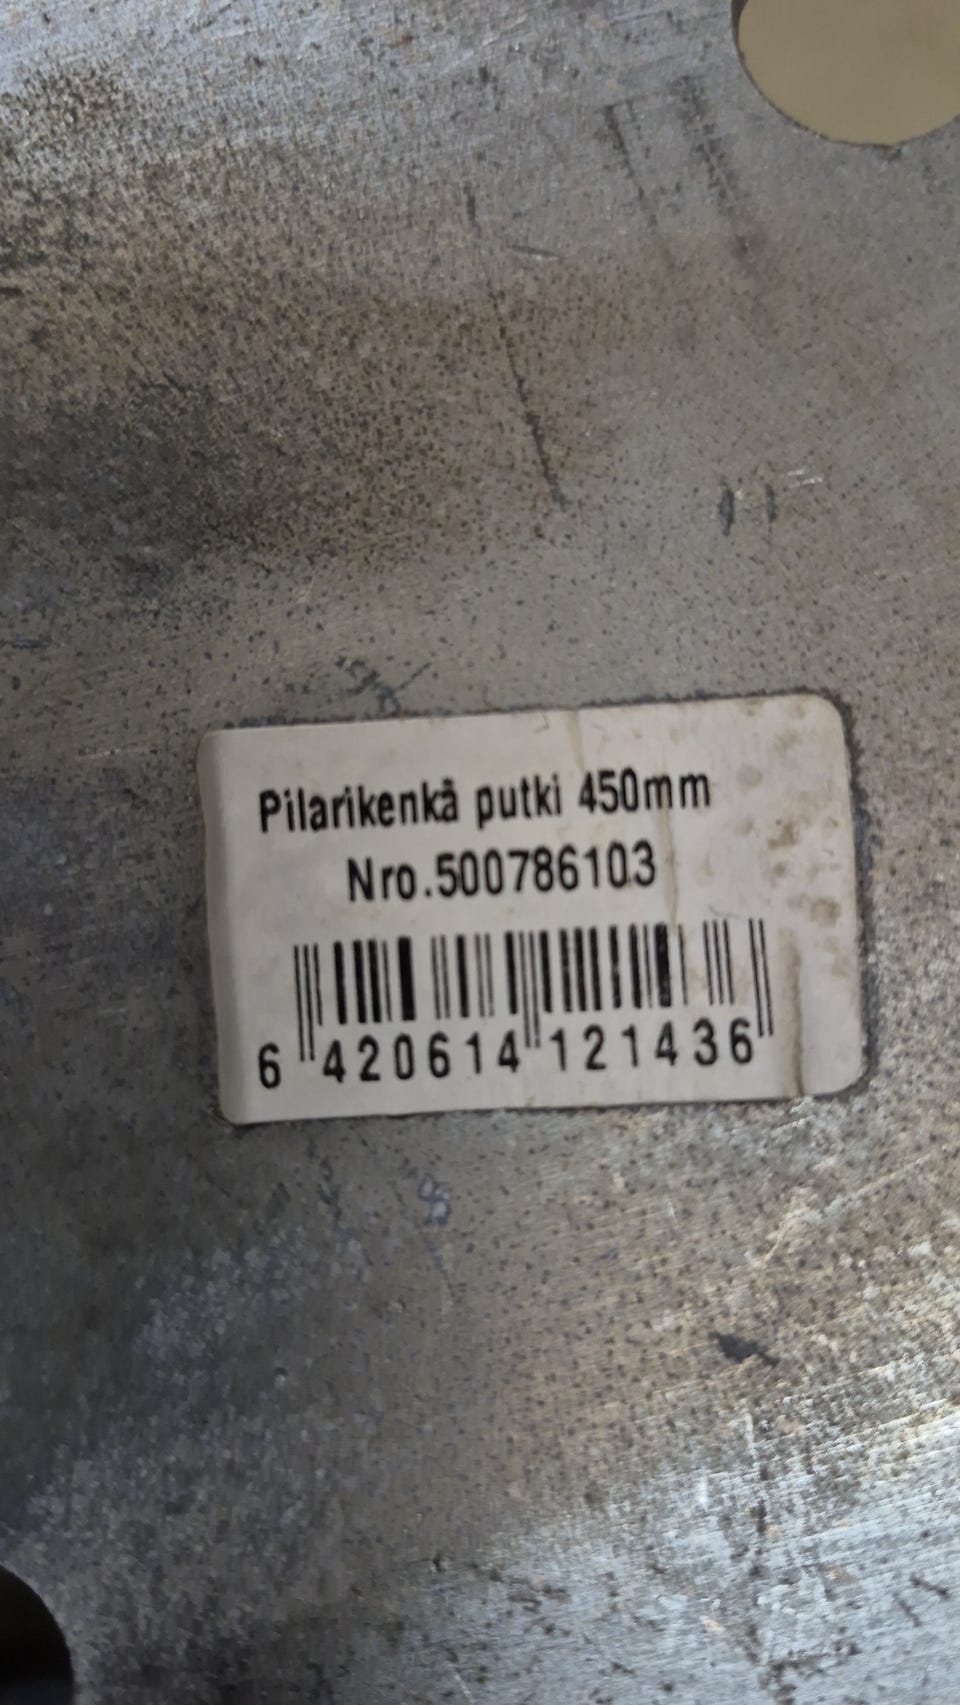 Pilarikenkä putki 450mm
Nro.500786103
6 420614 121436